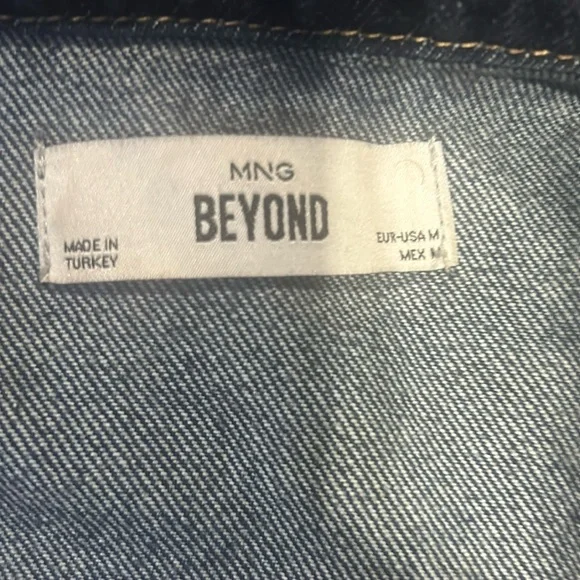 MNG
BEYOND
MADE IN
TURKEY
EUR-USA M
MEX M